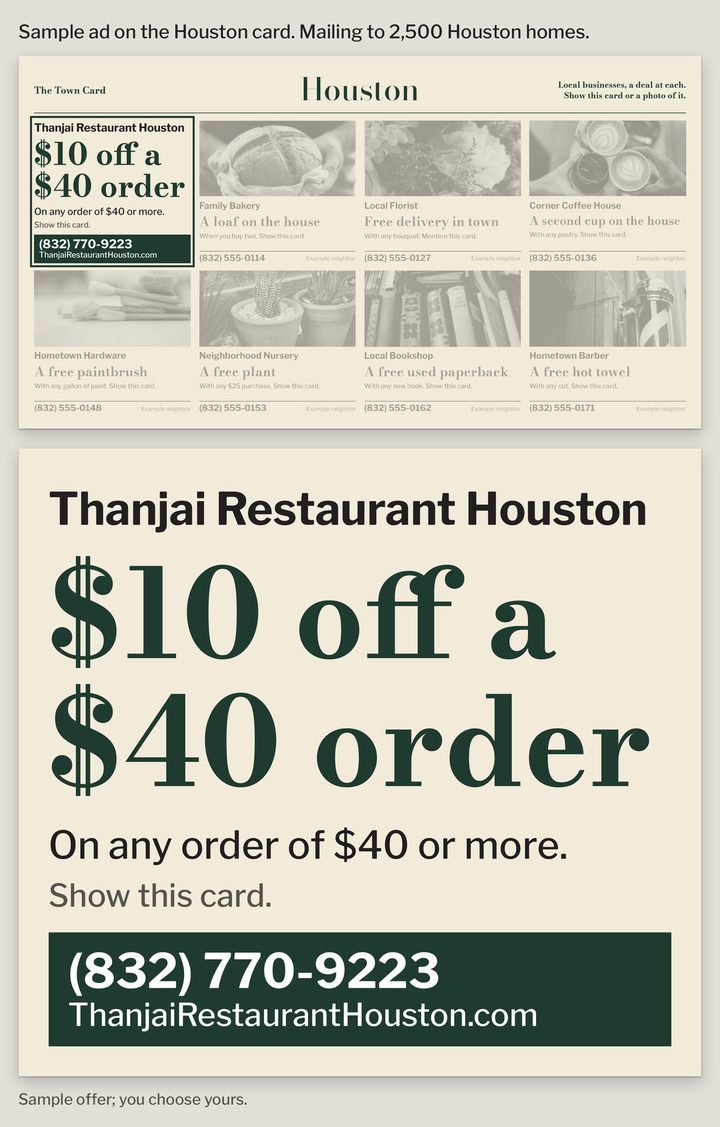 Sample ad on the Houston card. Mailing to 2,500 Houston homes.
The Town Card
Houston
Local businesses, a deal at each.
Show this card or a photo of it.
Thanjai Restaurant Houston
$10 off a
$40 order
On any order of $40 or more.
Show this card.
(832) 770-9223
ThanjaiRestaurantHouston.com
Family Bakery
A loaf on the house
When you buy two. Show this card.
(832) 555-0114
Example neighbor
Local Florist
Free delivery in town
With any bouquet. Mention this card.
(832) 555-0127
Example neighbor
Corner Coffee House
A second cup on the house
With any pastry. Show this card.
(832) 555-0136
Example neighbor
Hometown Hardware
A free paintbrush
With any gallon of paint. Show this card.
(832) 555-0148
Example neighbor
Neighborhood Nursery
A free plant
With any $25 purchase. Show this card.
(832) 555-0153
Example neighbor
Local Bookshop
A free used paperback
With any new book. Show this card.
(832) 555-0162
Example neighbor
Hometown Barber
A free hot towel
With any cut. Show this card.
(832) 555-0171
Example neighbor
Thanjai Restaurant Houston
$10 off a
$40 order
On any order of $40 or more.
Show this card.
(832) 770-9223
ThanjaiRestaurantHouston.com
Sample offer; you choose yours.